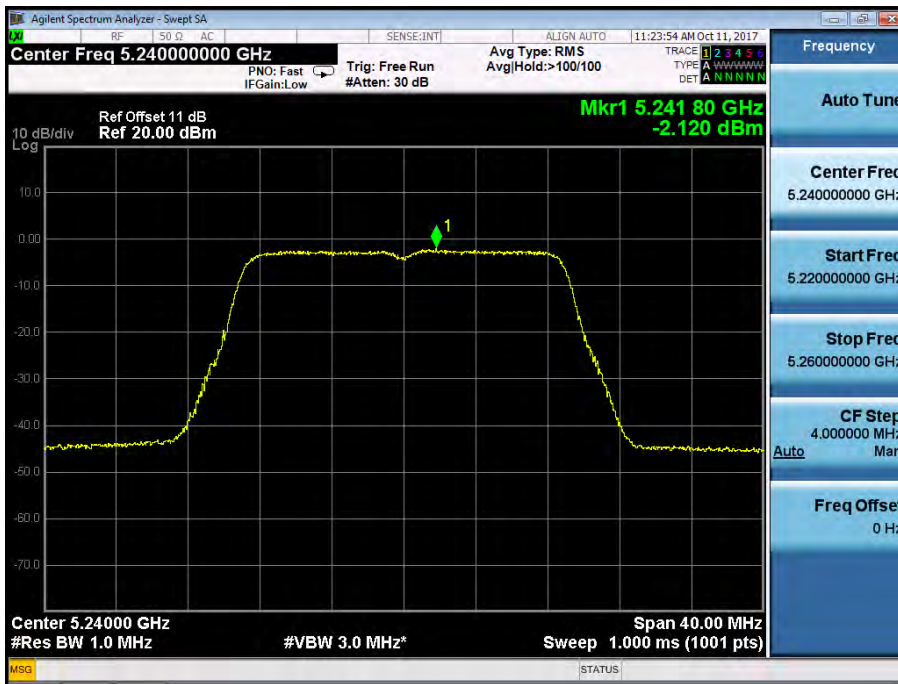 Agilent Spectrum Analyzer - Swept SA
LXI RF 50 Ω AC SENSE:INT ALIGN AUTO 11:23:54 AM Oct 11, 2017
Center Freq 5.240000000 GHz
PNO: Fast
IFGain:Low
Trig: Free Run
#Atten: 30 dB
Avg Type: RMS
Avg|Hold:>100/100
TRACE 1 2 3 4 5 6
TYPE A WWWWW
DET A N N N N N
Ref Offset 11 dB
10 dB/div Ref 20.00 dBm
Log
Mkr1 5.241 80 GHz
-2.120 dBm
1
10.0
0.00
-10.0
-20.0
-30.0
-40.0
-50.0
-60.0
-70.0
Center 5.24000 GHz Span 40.00 MHz
#Res BW 1.0 MHz #VBW 3.0 MHz* Sweep 1.000 ms (1001 pts)
MSG STATUS
Frequency
Auto Tune
Center Freq
5.240000000 GHz
Start Freq
5.220000000 GHz
Stop Freq
5.260000000 GHz
CF Step
4.000000 MHz
Auto Man
Freq Offset
0 Hz